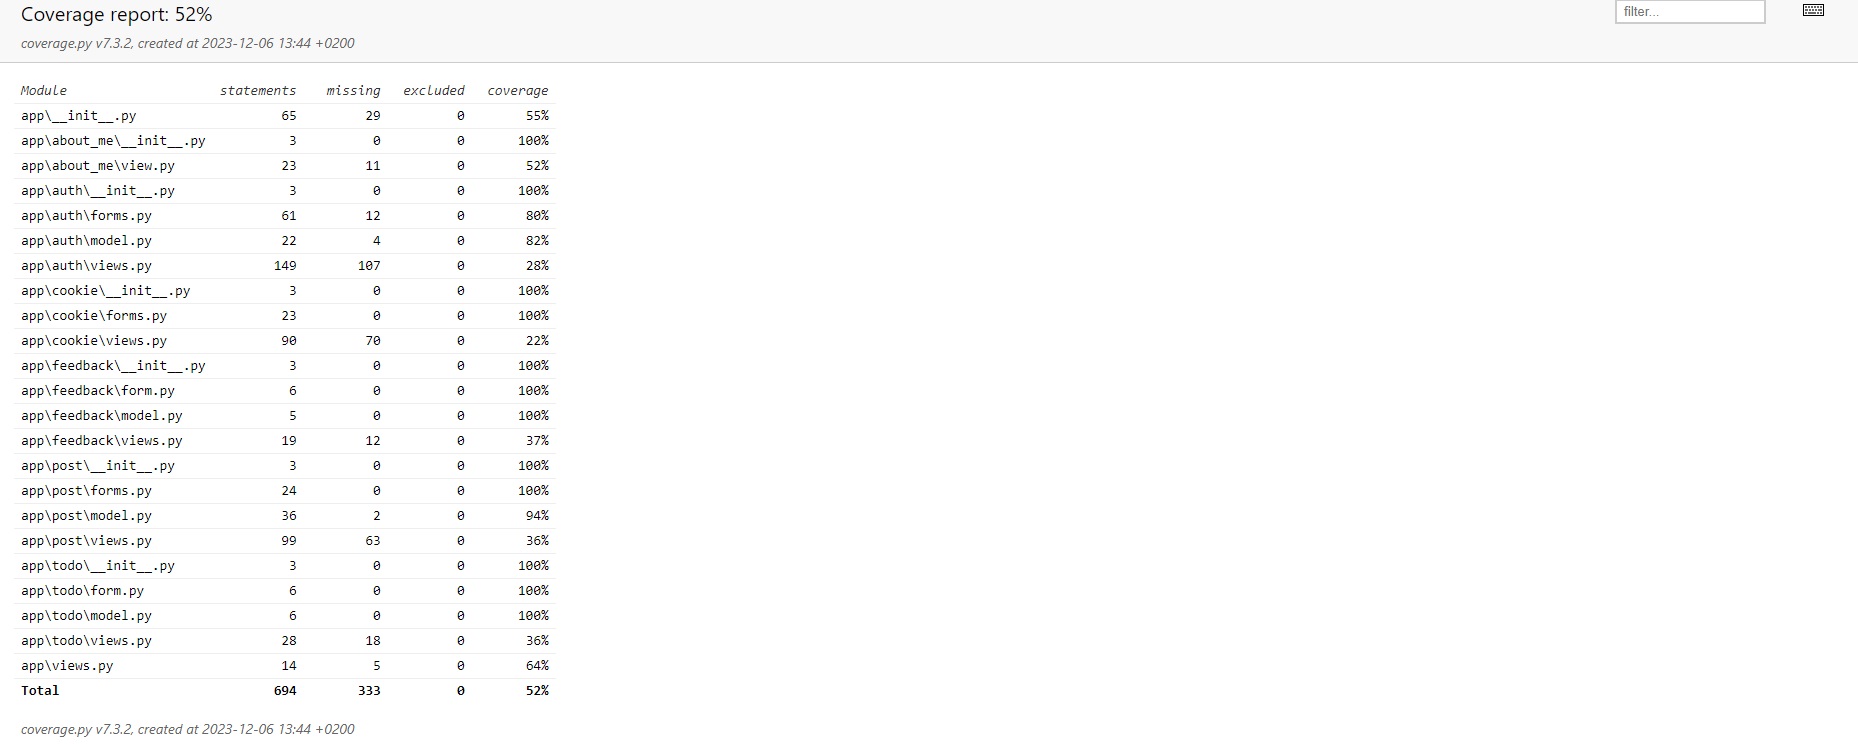 Coverage report: 52%
filter...
coverage.py v7.3.2, created at 2023-12-06 13:44 +0200
Module statements missing excluded coverage
app\__init__.py 65 29 0 55%
app\about_me\__init__.py 3 0 0 100%
app\about_me\view.py 23 11 0 52%
app\auth\__init__.py 3 0 0 100%
app\auth\forms.py 61 12 0 80%
app\auth\model.py 22 4 0 82%
app\auth\views.py 149 107 0 28%
app\cookie\__init__.py 3 0 0 100%
app\cookie\forms.py 23 0 0 100%
app\cookie\views.py 90 70 0 22%
app\feedback\__init__.py 3 0 0 100%
app\feedback\form.py 6 0 0 100%
app\feedback\model.py 5 0 0 100%
app\feedback\views.py 19 12 0 37%
app\post\__init__.py 3 0 0 100%
app\post\forms.py 24 0 0 100%
app\post\model.py 36 2 0 94%
app\post\views.py 99 63 0 36%
app\todo\__init__.py 3 0 0 100%
app\todo\form.py 6 0 0 100%
app\todo\model.py 6 0 0 100%
app\todo\views.py 28 18 0 36%
app\views.py 14 5 0 64%
Total 694 333 0 52%
coverage.py v7.3.2, created at 2023-12-06 13:44 +0200